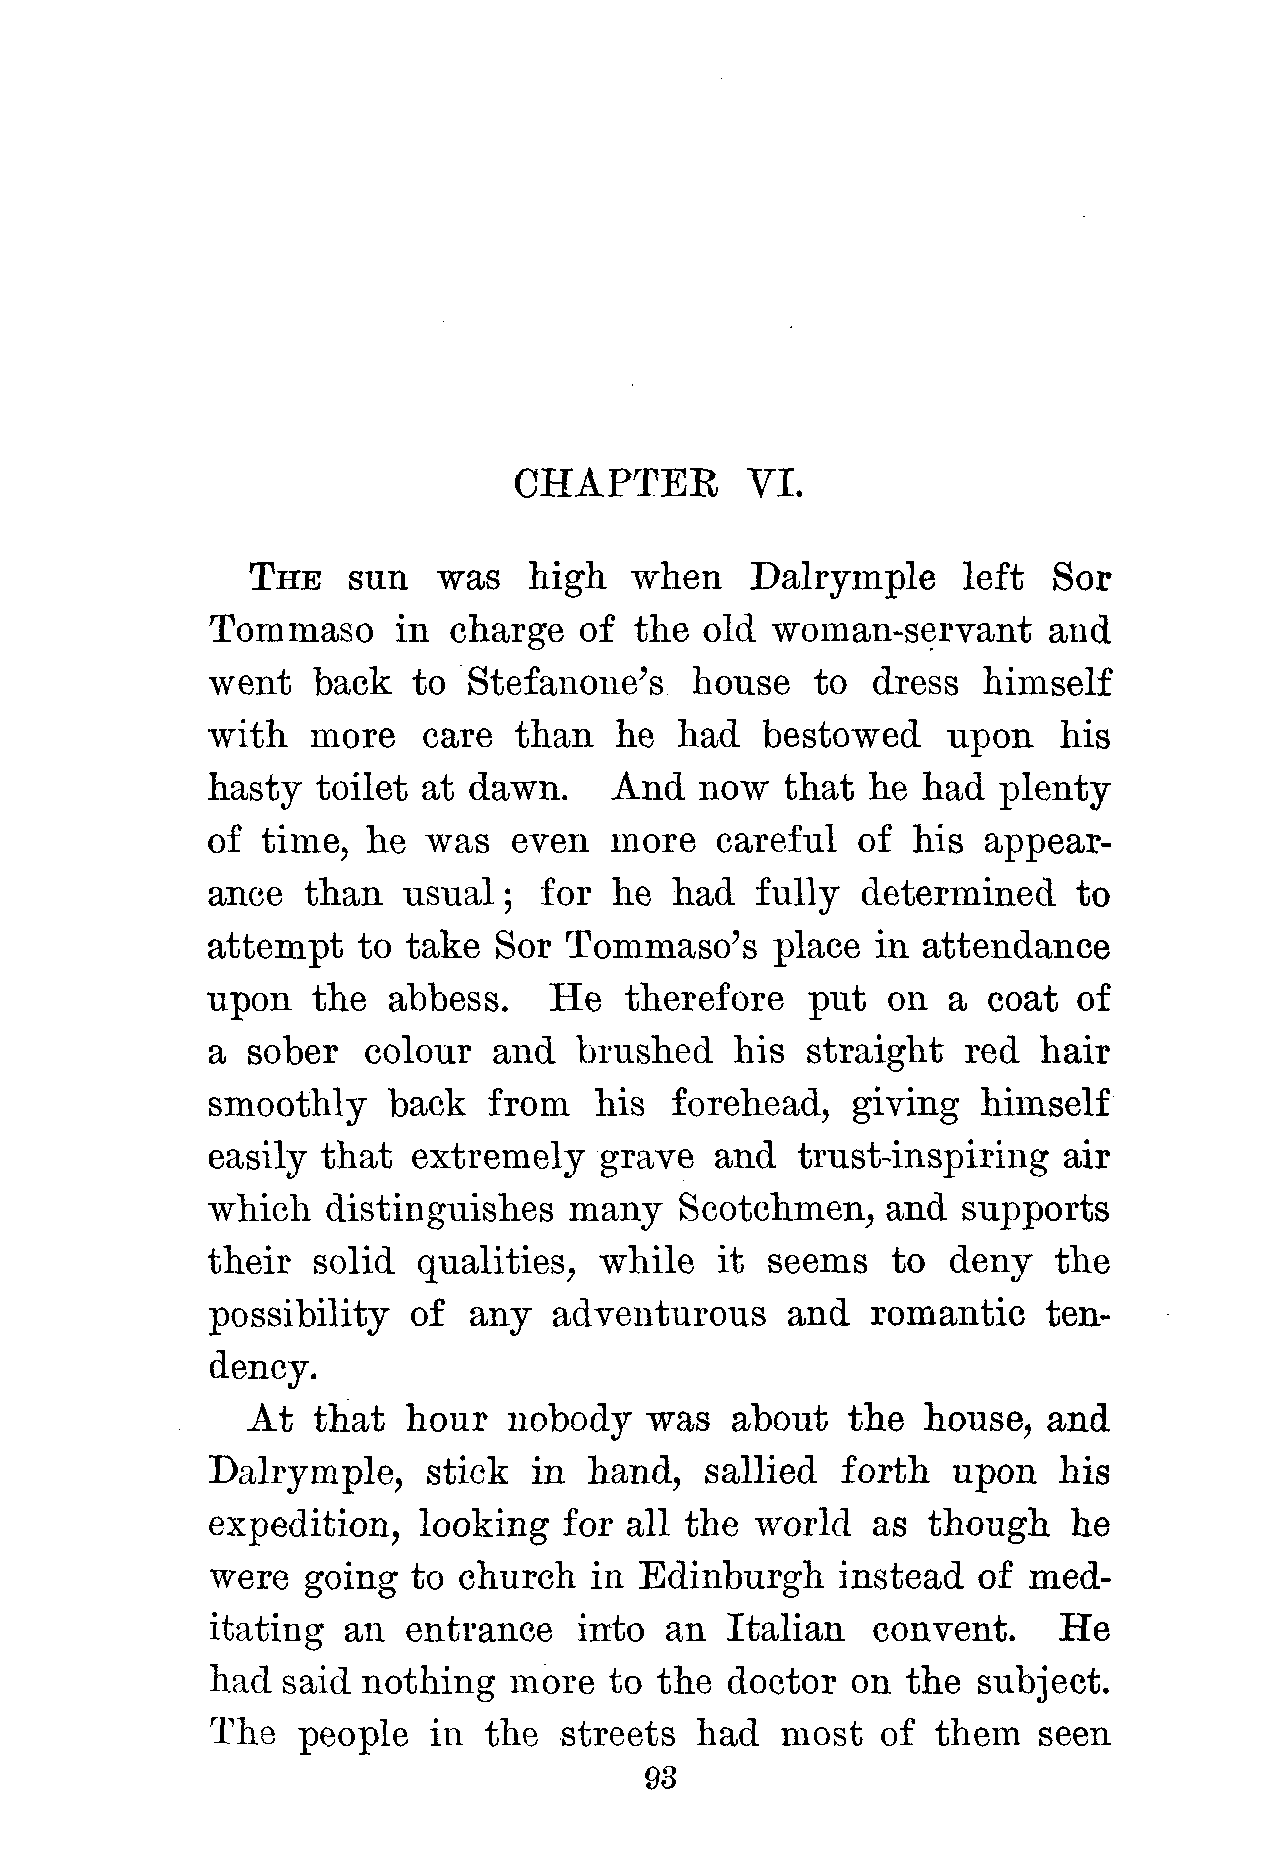 CHAPTER VI.
THE sun was high when Dalrymple left Sor
Tommaso in charge of the old woman-servant and
went back to Stefanone's house to dress himself
with more care than he had bestowed upon his
hasty toilet at dawn. And now that he had plenty
of time, he was even more careful of his appear-
ance than usual; for he had fully determined to
attempt to take Sor Tommaso's place in attendance
upon the abbess. He therefore put on a coat of
a sober colour and brushed his straight red hair
smoothly back from his forehead, giving himself
easily that extremely grave and trust-inspiring air
which distinguishes many Scotchmen, and supports
their solid qualities, while it seems to deny the
possibility of any adventurous and romantic ten-
dency.
At that hour nobody was about the house, and
Dalrymple, stick in hand, sallied forth upon his
expedition, looking for all the world as though he
were going to church in Edinburgh instead of med-
itating an entrance into an Italian convent. He
had said nothing more to the doctor on the subject.
The people in the streets had most of them seen
93